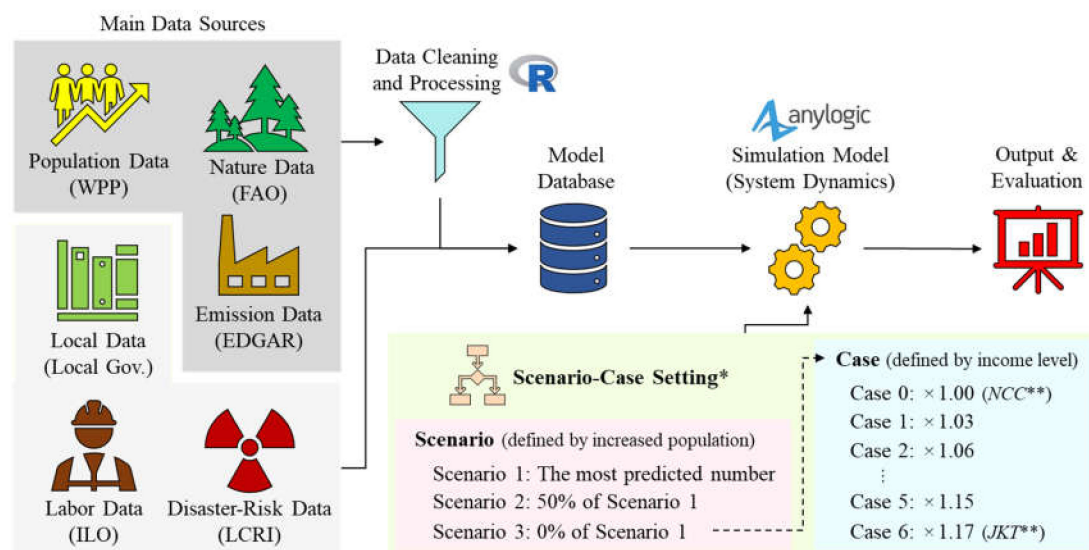 Main Data Sources
Population Data
(WPP)
Nature Data
(FAO)
Local Data
(Local Gov.)
Emission Data
(EDGAR)
Labor Data
(ILO)
Disaster-Risk Data
(LCRI)
Data Cleaning
and Processing
R
Model
Database
anylogic
Simulation Model
(System Dynamics)
Output &
Evaluation
Scenario-Case Setting*
Scenario (defined by increased population)
Scenario 1: The most predicted number
Scenario 2: 50% of Scenario 1
Scenario 3: 0% of Scenario 1
Case (defined by income level)
Case 0: ×1.00 (NCC**)
Case 1: ×1.03
Case 2: ×1.06
⋮
Case 5: ×1.15
Case 6: ×1.17 (JKT**)